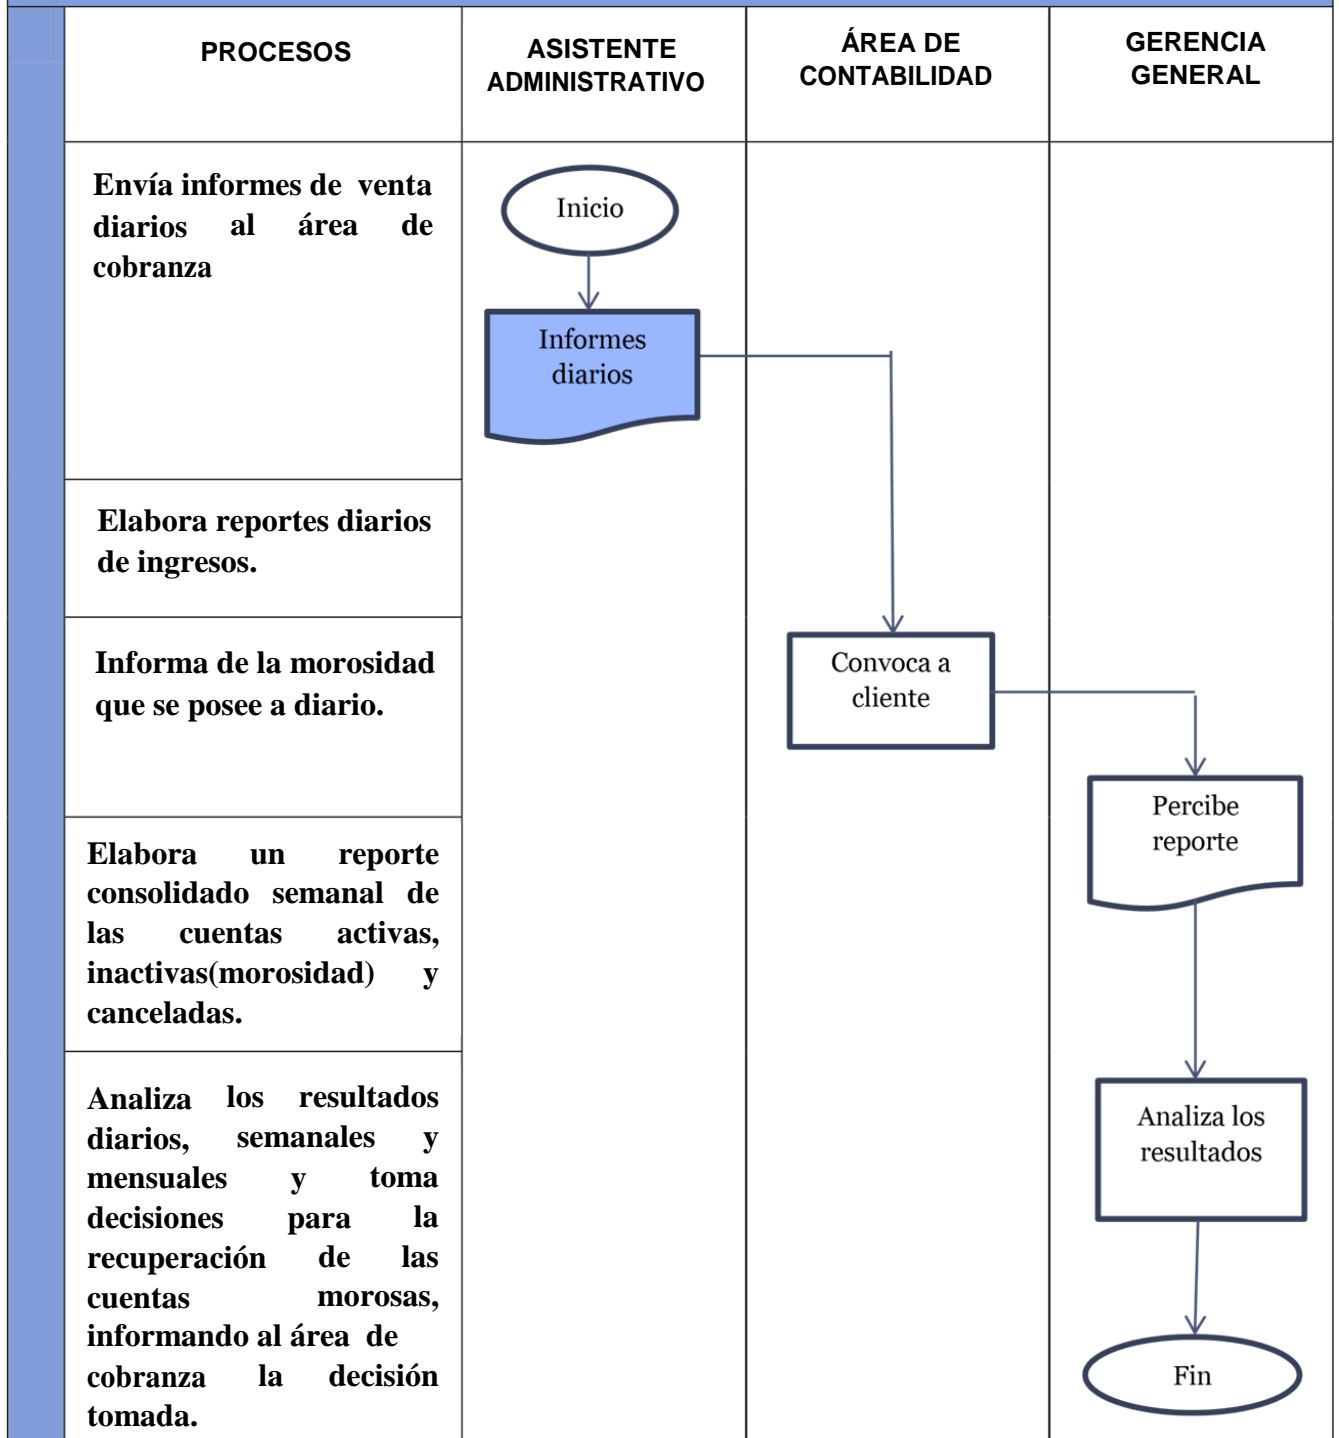 PROCESOS
ASISTENTE
ADMINISTRATIVO
ÁREA DE
CONTABILIDAD
GERENCIA
GENERAL
Envía informes de venta
diarios al área de
cobranza
Inicio
Informes
diarios
Elabora reportes diarios
de ingresos.
Informa de la morosidad
que se posee a diario.
Convoca a
cliente
Percibe
reporte
Elabora un reporte
consolidado semanal de
las cuentas activas,
inactivas(morosidad) y
canceladas.
Analiza los resultados
diarios, semanales y
mensuales y toma
decisiones para la
recuperación de las
cuentas morosas,
informando al área de
cobranza la decisión
tomada.
Analiza los
resultados
Fin